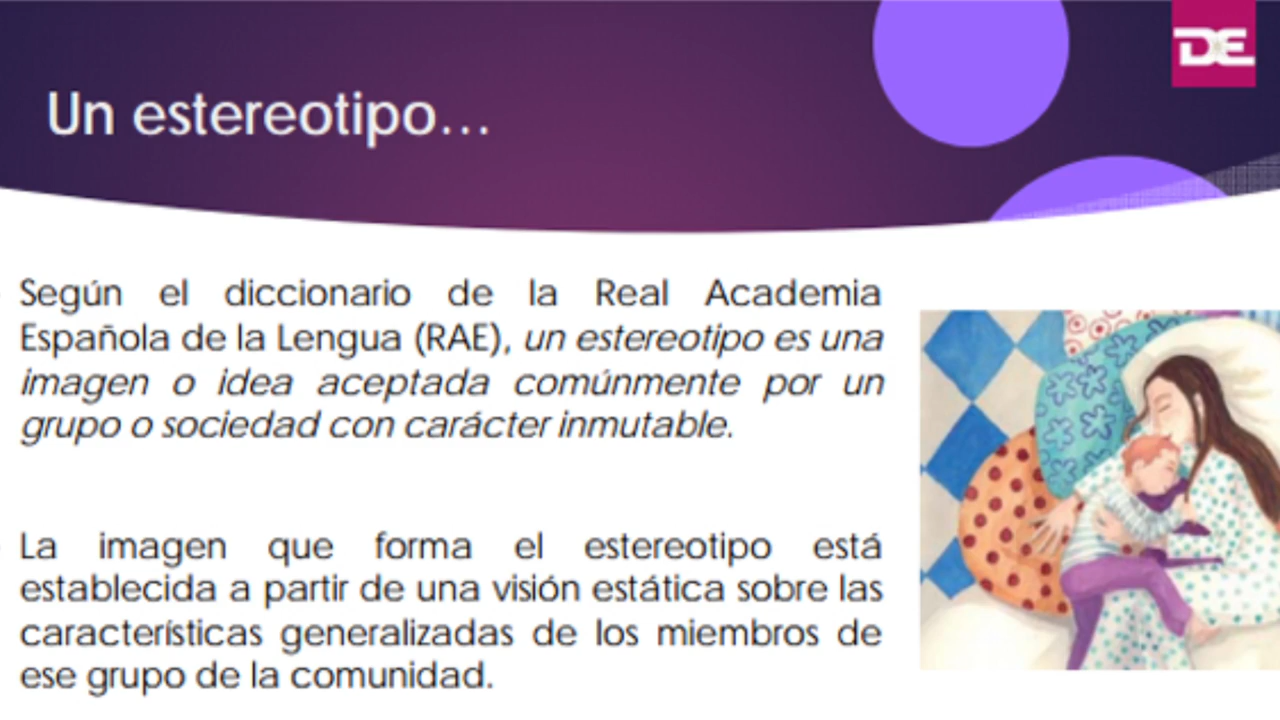 DE
Un estereotipo...
Según el diccionario de la Real Academia
Española de la Lengua (RAE), un estereotipo es una
imagen o idea aceptada comúnmente por un
grupo o sociedad con carácter inmutable.
La imagen que forma el estereotipo está
establecida a partir de una visión estática sobre las
características generalizadas de los miembros de
ese grupo de la comunidad.